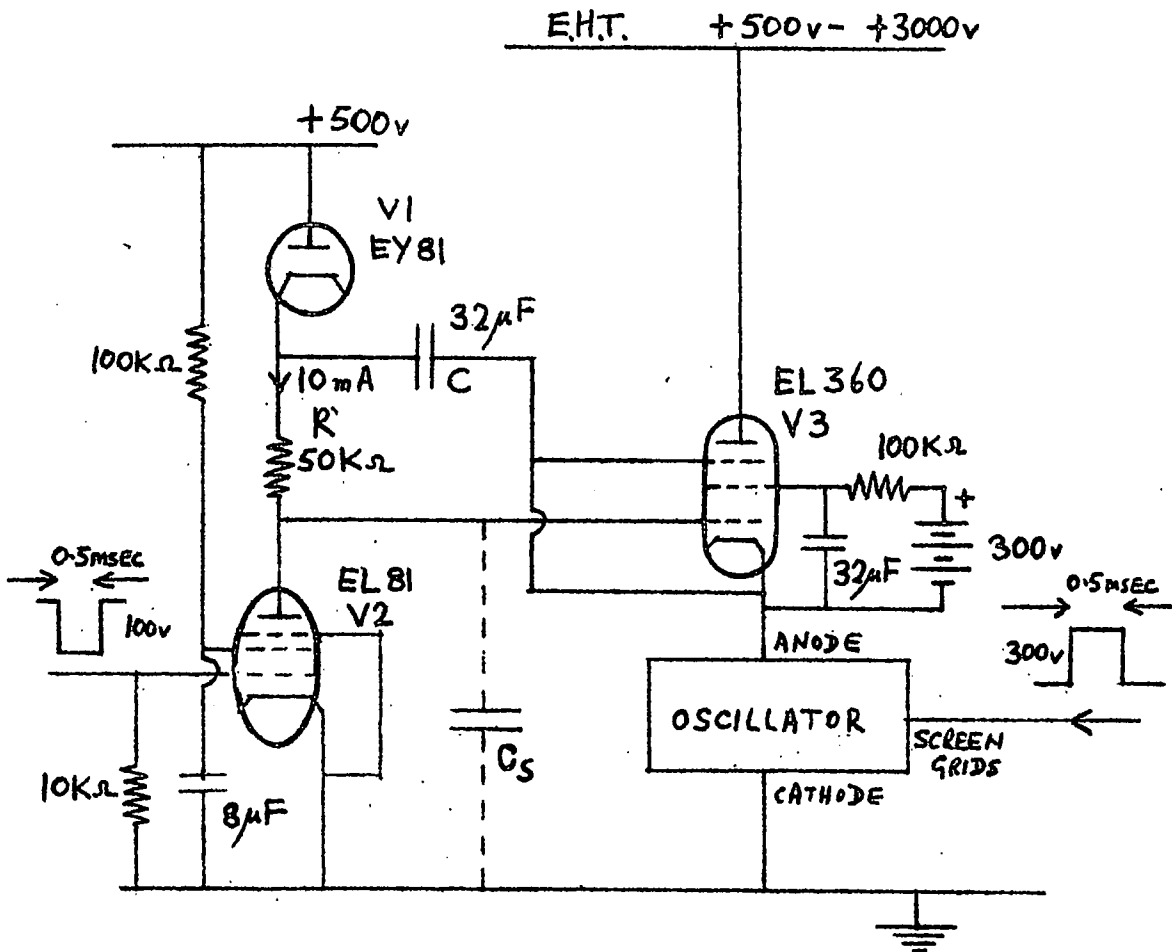 E.H.T. +500v - +3000v
+500v
V1
EY81
32µF
C
100KΩ
10mA
R'
50KΩ
EL360
V3
100KΩ
+
300v
32µF
0.5mSEC
100v
EL81
V2
0.5mSEC
300v
ANODE
OSCILLATOR
SCREEN
GRIDS
CATHODE
10KΩ
8µF
CS